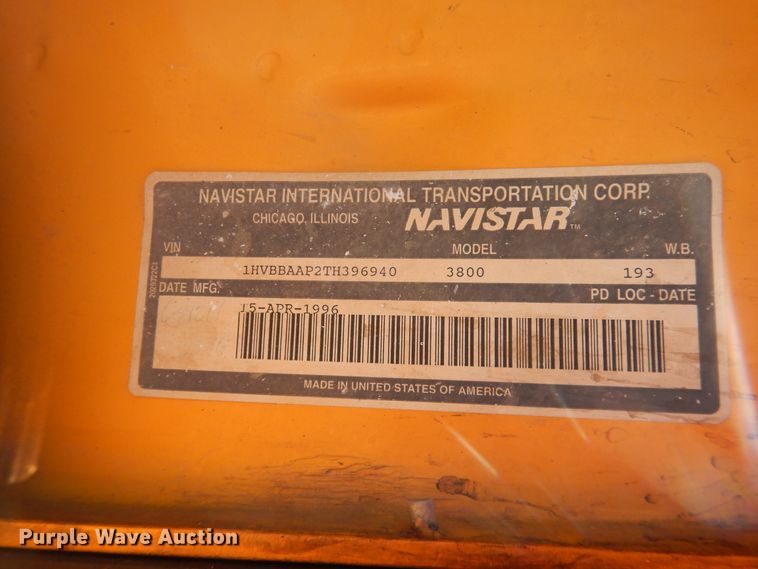 NAVISTAR INTERNATIONAL TRANSPORTATION CORP.
CHICAGO, ILLINOIS NAVISTAR™
VIN MODEL W.B.
1HVBBAAP2TH396940 3800 193
DATE MFG. PD LOC - DATE
15-APR-1996
MADE IN UNITED STATES OF AMERICA
Purple Wave Auction